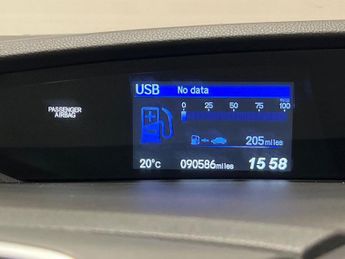 USB No data
PASSENGER
AIRBAG
0 25 50 75 100
205 miles
20°c 090586 miles 15 58